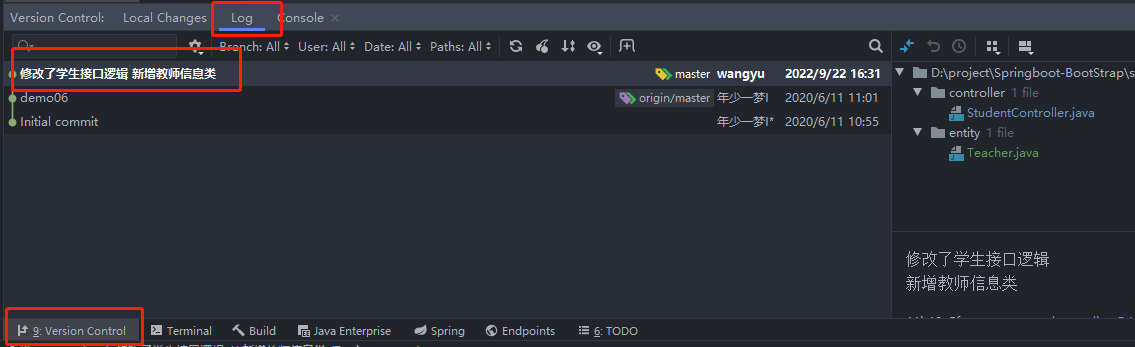 Version Control: Local Changes Log Console
Branch: All User: All Date: All Paths: All
修改了学生接口逻辑 新增教师信息类 master wangyu 2022/9/22 16:31
demo06 origin/master 年少一梦I 2020/6/11 11:01
Initial commit 年少一梦I* 2020/6/11 10:55
D:\project\Springboot-BootStrap\s
controller 1 file
StudentController.java
entity 1 file
Teacher.java
修改了学生接口逻辑
新增教师信息类
9: Version Control Terminal Build Java Enterprise Spring Endpoints 6: TODO